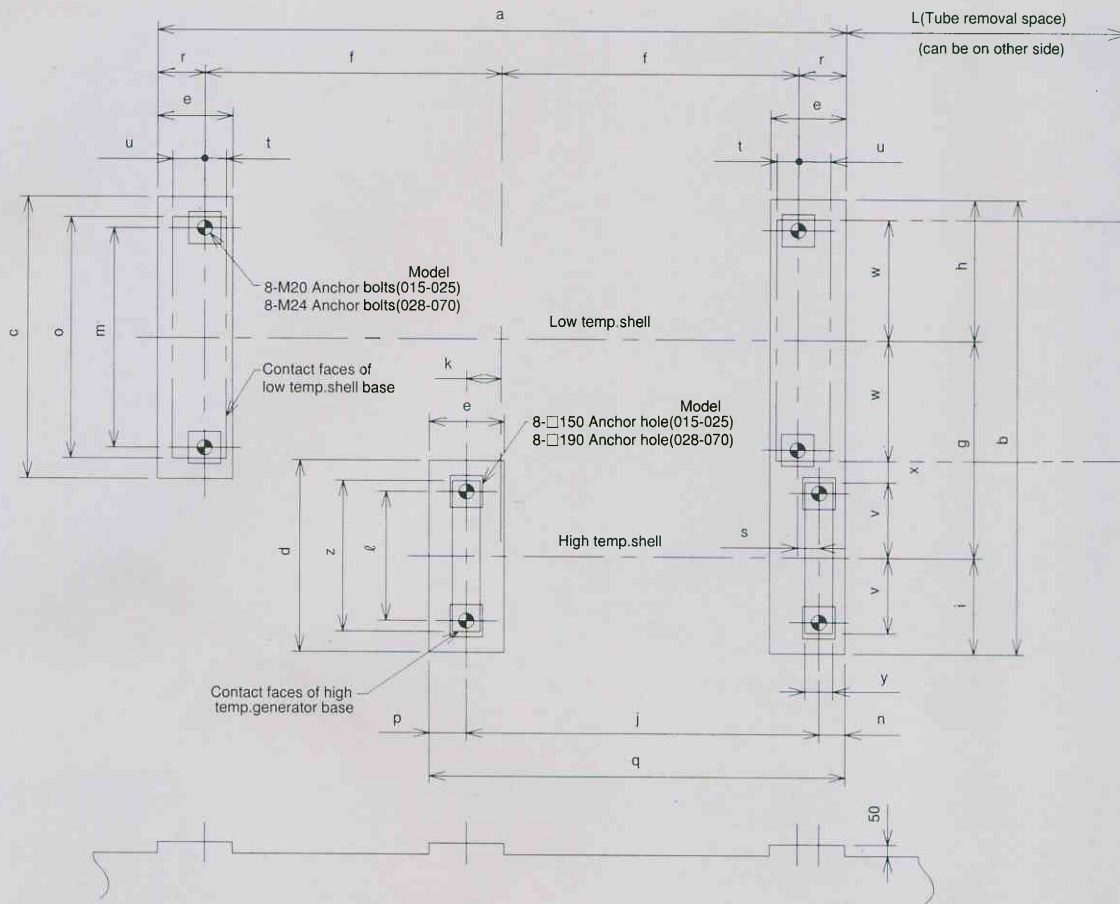 a
L(Tube removal space)
(can be on other side)
r
f
f
r
e
e
u
t
t
u
Model
8-M20 Anchor bolts(015-025)
8-M24 Anchor bolts(028-070)
c
o
m
w
h
Low temp.shell
k
Contact faces of
low temp.shell base
e
Model
8-□150 Anchor hole(015-025)
8-□190 Anchor hole(028-070)
w
g
b
x
d
z
ℓ
High temp.shell
s
v
v
i
Contact faces of high
temp.generator base
y
p
j
n
q
50